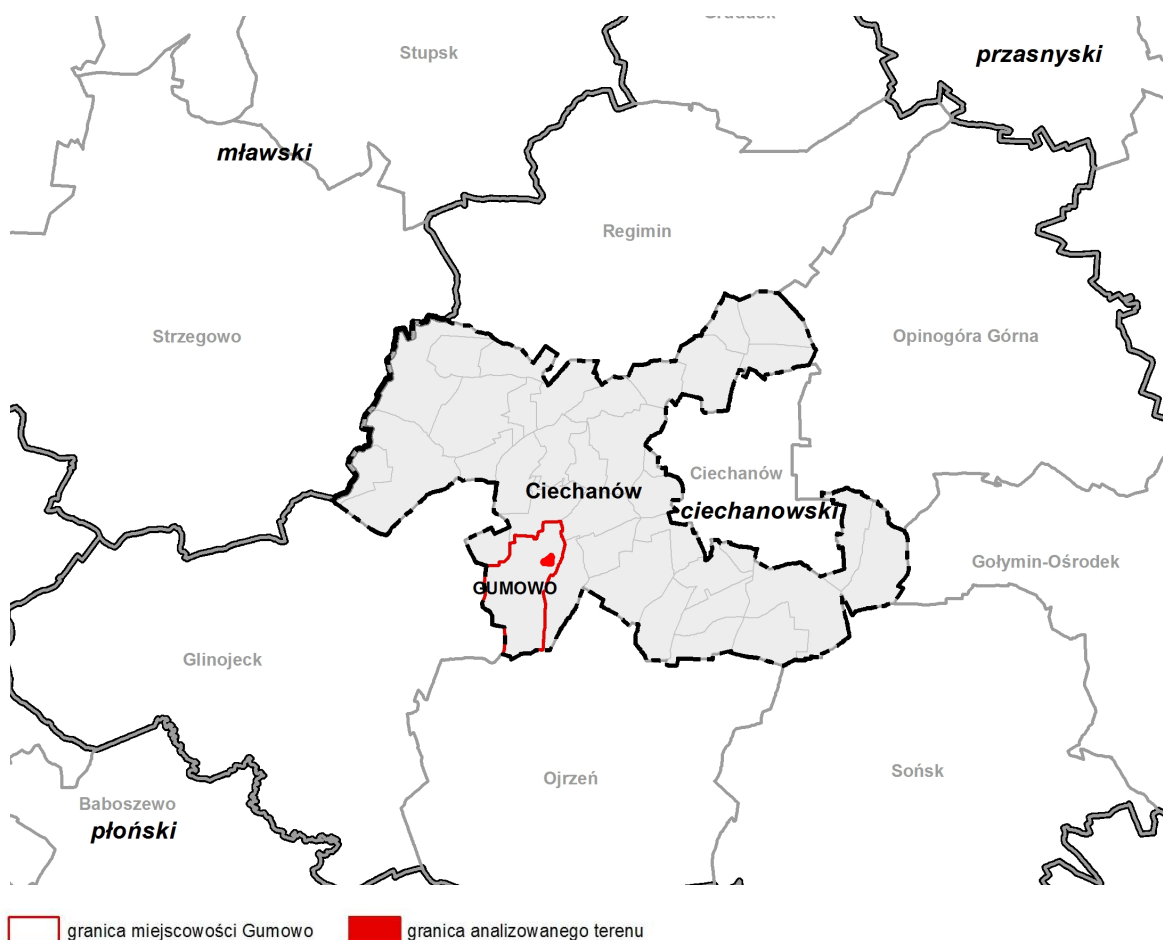 Stupsk
przasnyski
mławski
Regimin
Strzegowo
Opinogóra Górna
Ciechanów
Ciechanów
ciechanowski
Gołymin-Ośrodek
GUMOWO
Glinojeck
Ojrzeń
Sońsk
Baboszewo
płoński
granica miejscowości Gumowo
granica analizowanego terenu